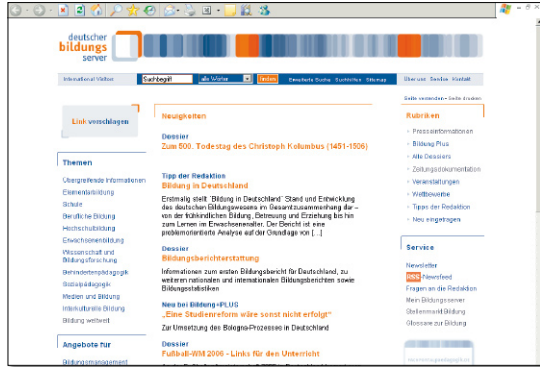 deutscher
bildungs
server
International Visitors
Suchbegriff
alle Wörter
finden
Erweiterte Suche Suchhilfen Sitemap
Über uns Service Kontakt
Seite versenden - Seite drucken
Link vorschlagen
Themen
Übergreifende Informationen
Elementarbildung
Schule
Berufliche Bildung
Hochschulbildung
Erwachsenenbildung
Wissenschaft und
Bildungsforschung
Behindertenpädagogik
Sozialpädagogik
Medien und Bildung
Interkulturelle Bildung
Bildung weltweit
Angebote für
Bildungsmanagement
Neuigkeiten
Dossier
Zum 500. Todestag des Christoph Kolumbus (1451-1506)
Tipp der Redaktion
Bildung in Deutschland
Erstmalig stellt "Bildung in Deutschland" Stand und Entwicklung
des deutschen Bildungswesens im Gesamtzusammenhang dar –
von der frühkindlichen Bildung, Betreuung und Erziehung bis hin
zum Lernen im Erwachsenenalter. Der Bericht ist eine
problemorientierte Analyse auf der Grundlage von [...]
Dossier
Bildungsberichterstattung
Informationen zum ersten Bildungsbericht für Deutschland, zu
weiteren nationalen und internationalen Bildungsberichten sowie
Bildungsstatistiken
Neu bei Bildung+PLUS
„Eine Studienreform wäre sonst nicht erfolgt"
Zur Umsetzung des Bologna-Prozesses in Deutschland
Dossier
Fußball-WM 2006 - Links für den Unterricht
Rubriken
Presseinformationen
Bildung Plus
Alle Dossiers
Zeitungsdokumentation
Veranstaltungen
Wettbewerbe
Tipps der Redaktion
Neu eingetragen
Service
Newsletter
RSS-Newsfeed
Fragen an die Redaktion
Mein Bildungsserver
Stellenmarkt Bildung
Glossare zur Bildung